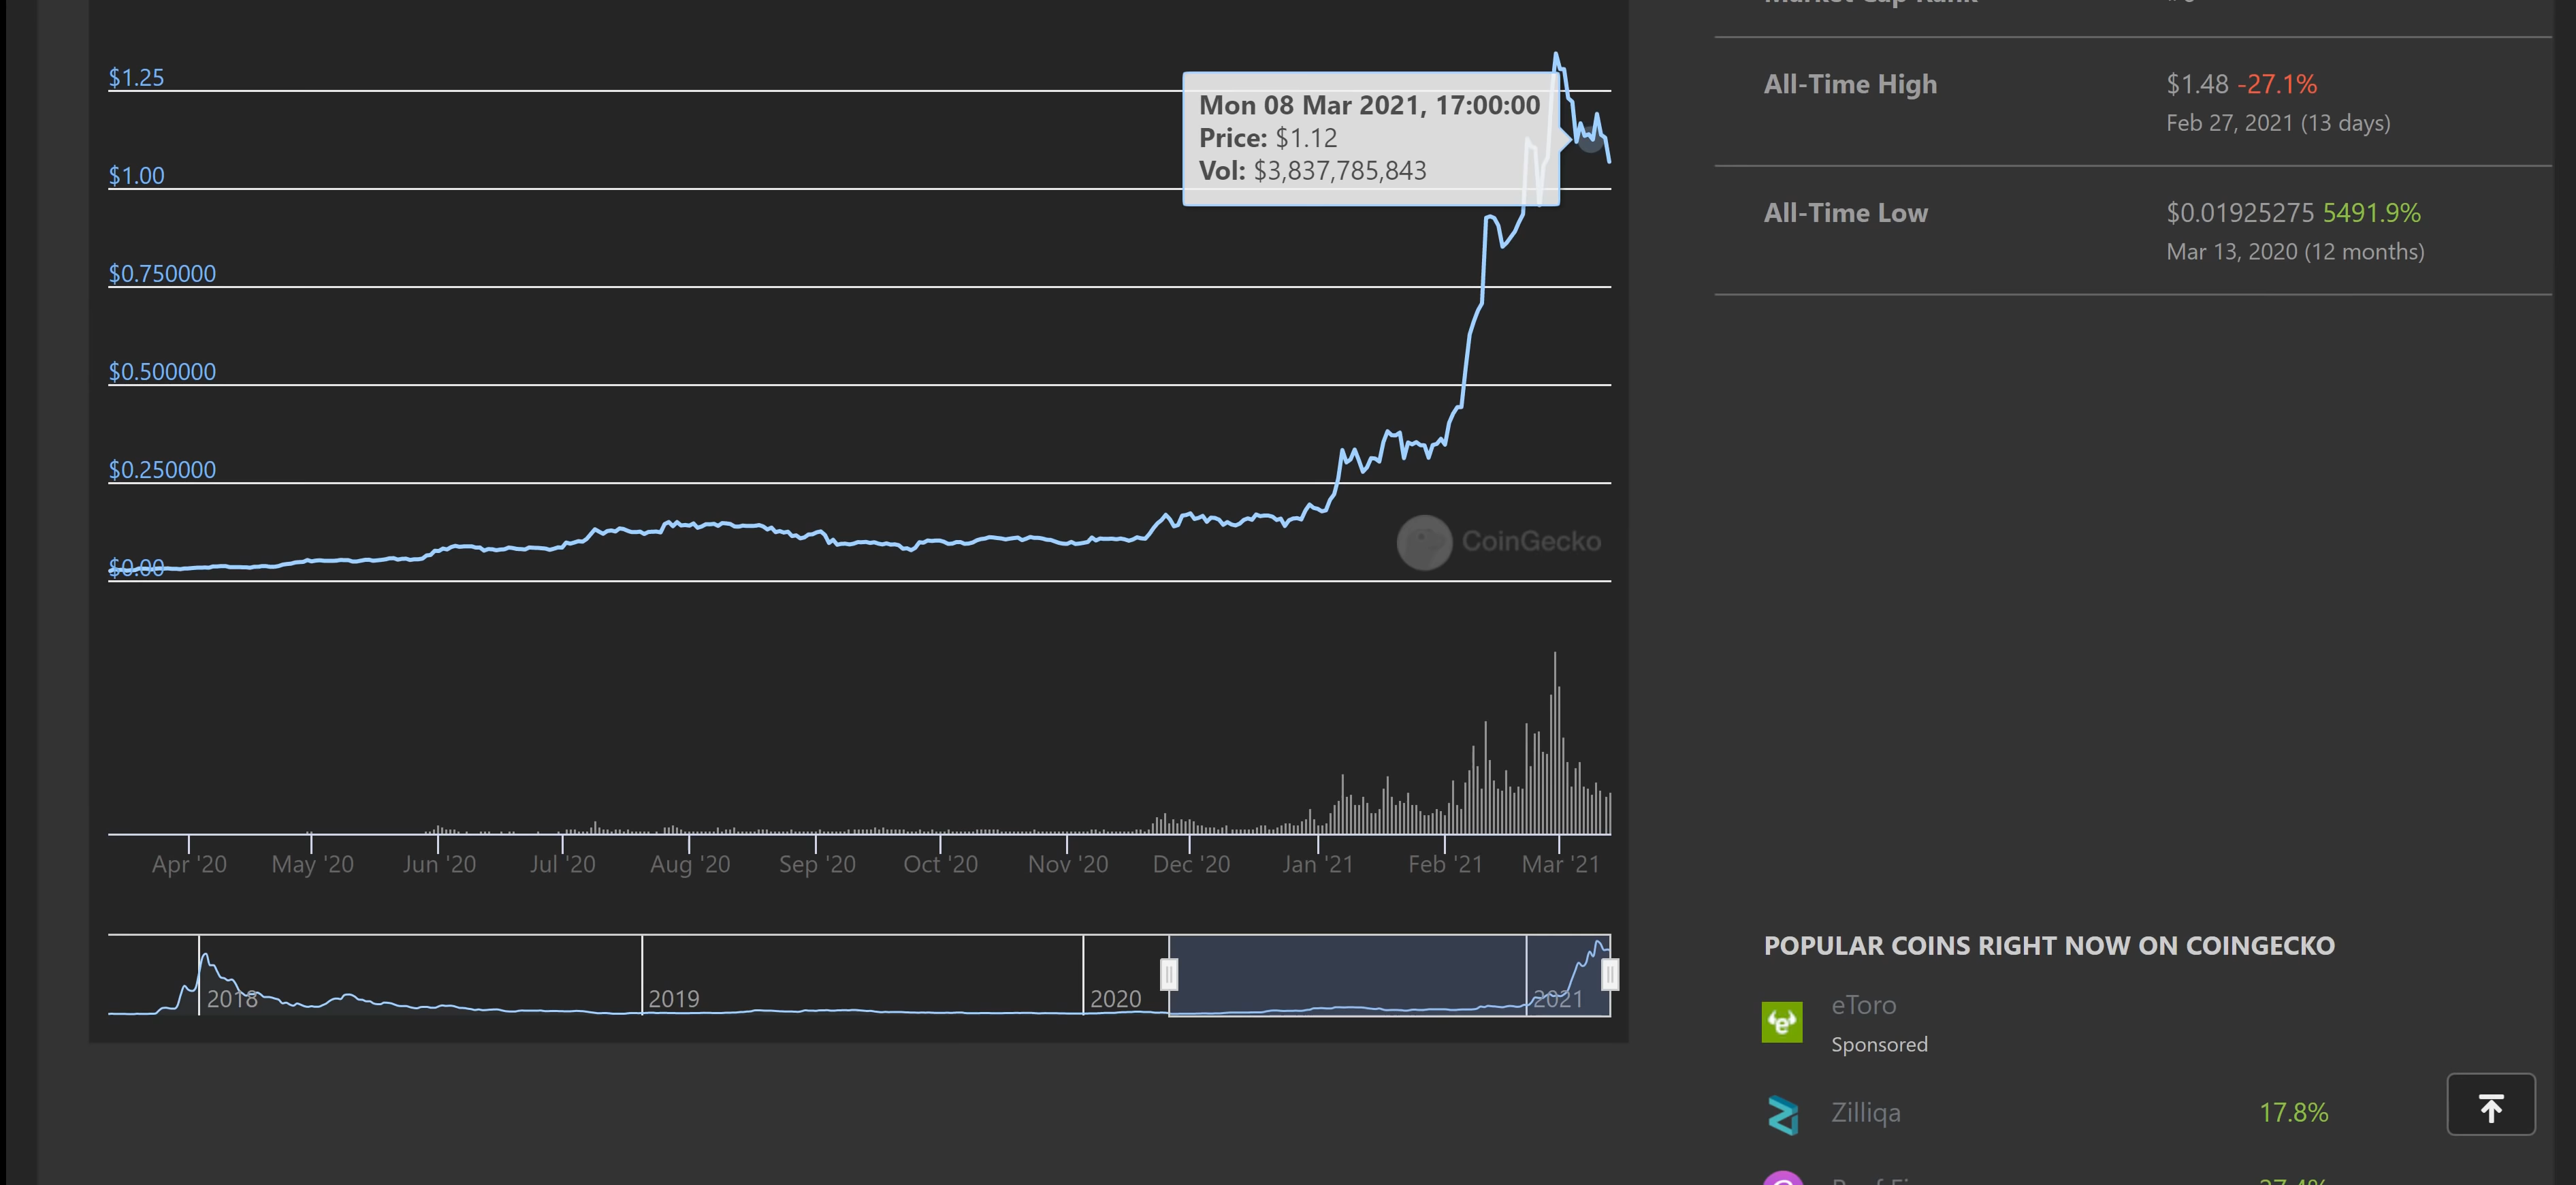 $1.25
$1.00
$0.750000
$0.500000
$0.250000
$0.00
Mon 08 Mar 2021, 17:00:00
Price: $1.12
Vol: $3,837,785,843
CoinGecko
Apr '20 May '20 Jun '20 Jul '20 Aug '20 Sep '20 Oct '20 Nov '20 Dec '20 Jan '21 Feb '21 Mar '21
2018 2019 2020 2021
Market Cap Rank
All-Time High $1.48 -27.1%
Feb 27, 2021 (13 days)
All-Time Low $0.01925275 5491.9%
Mar 13, 2020 (12 months)
POPULAR COINS RIGHT NOW ON COINGECKO
eToro
Sponsored
Zilliqa 17.8%